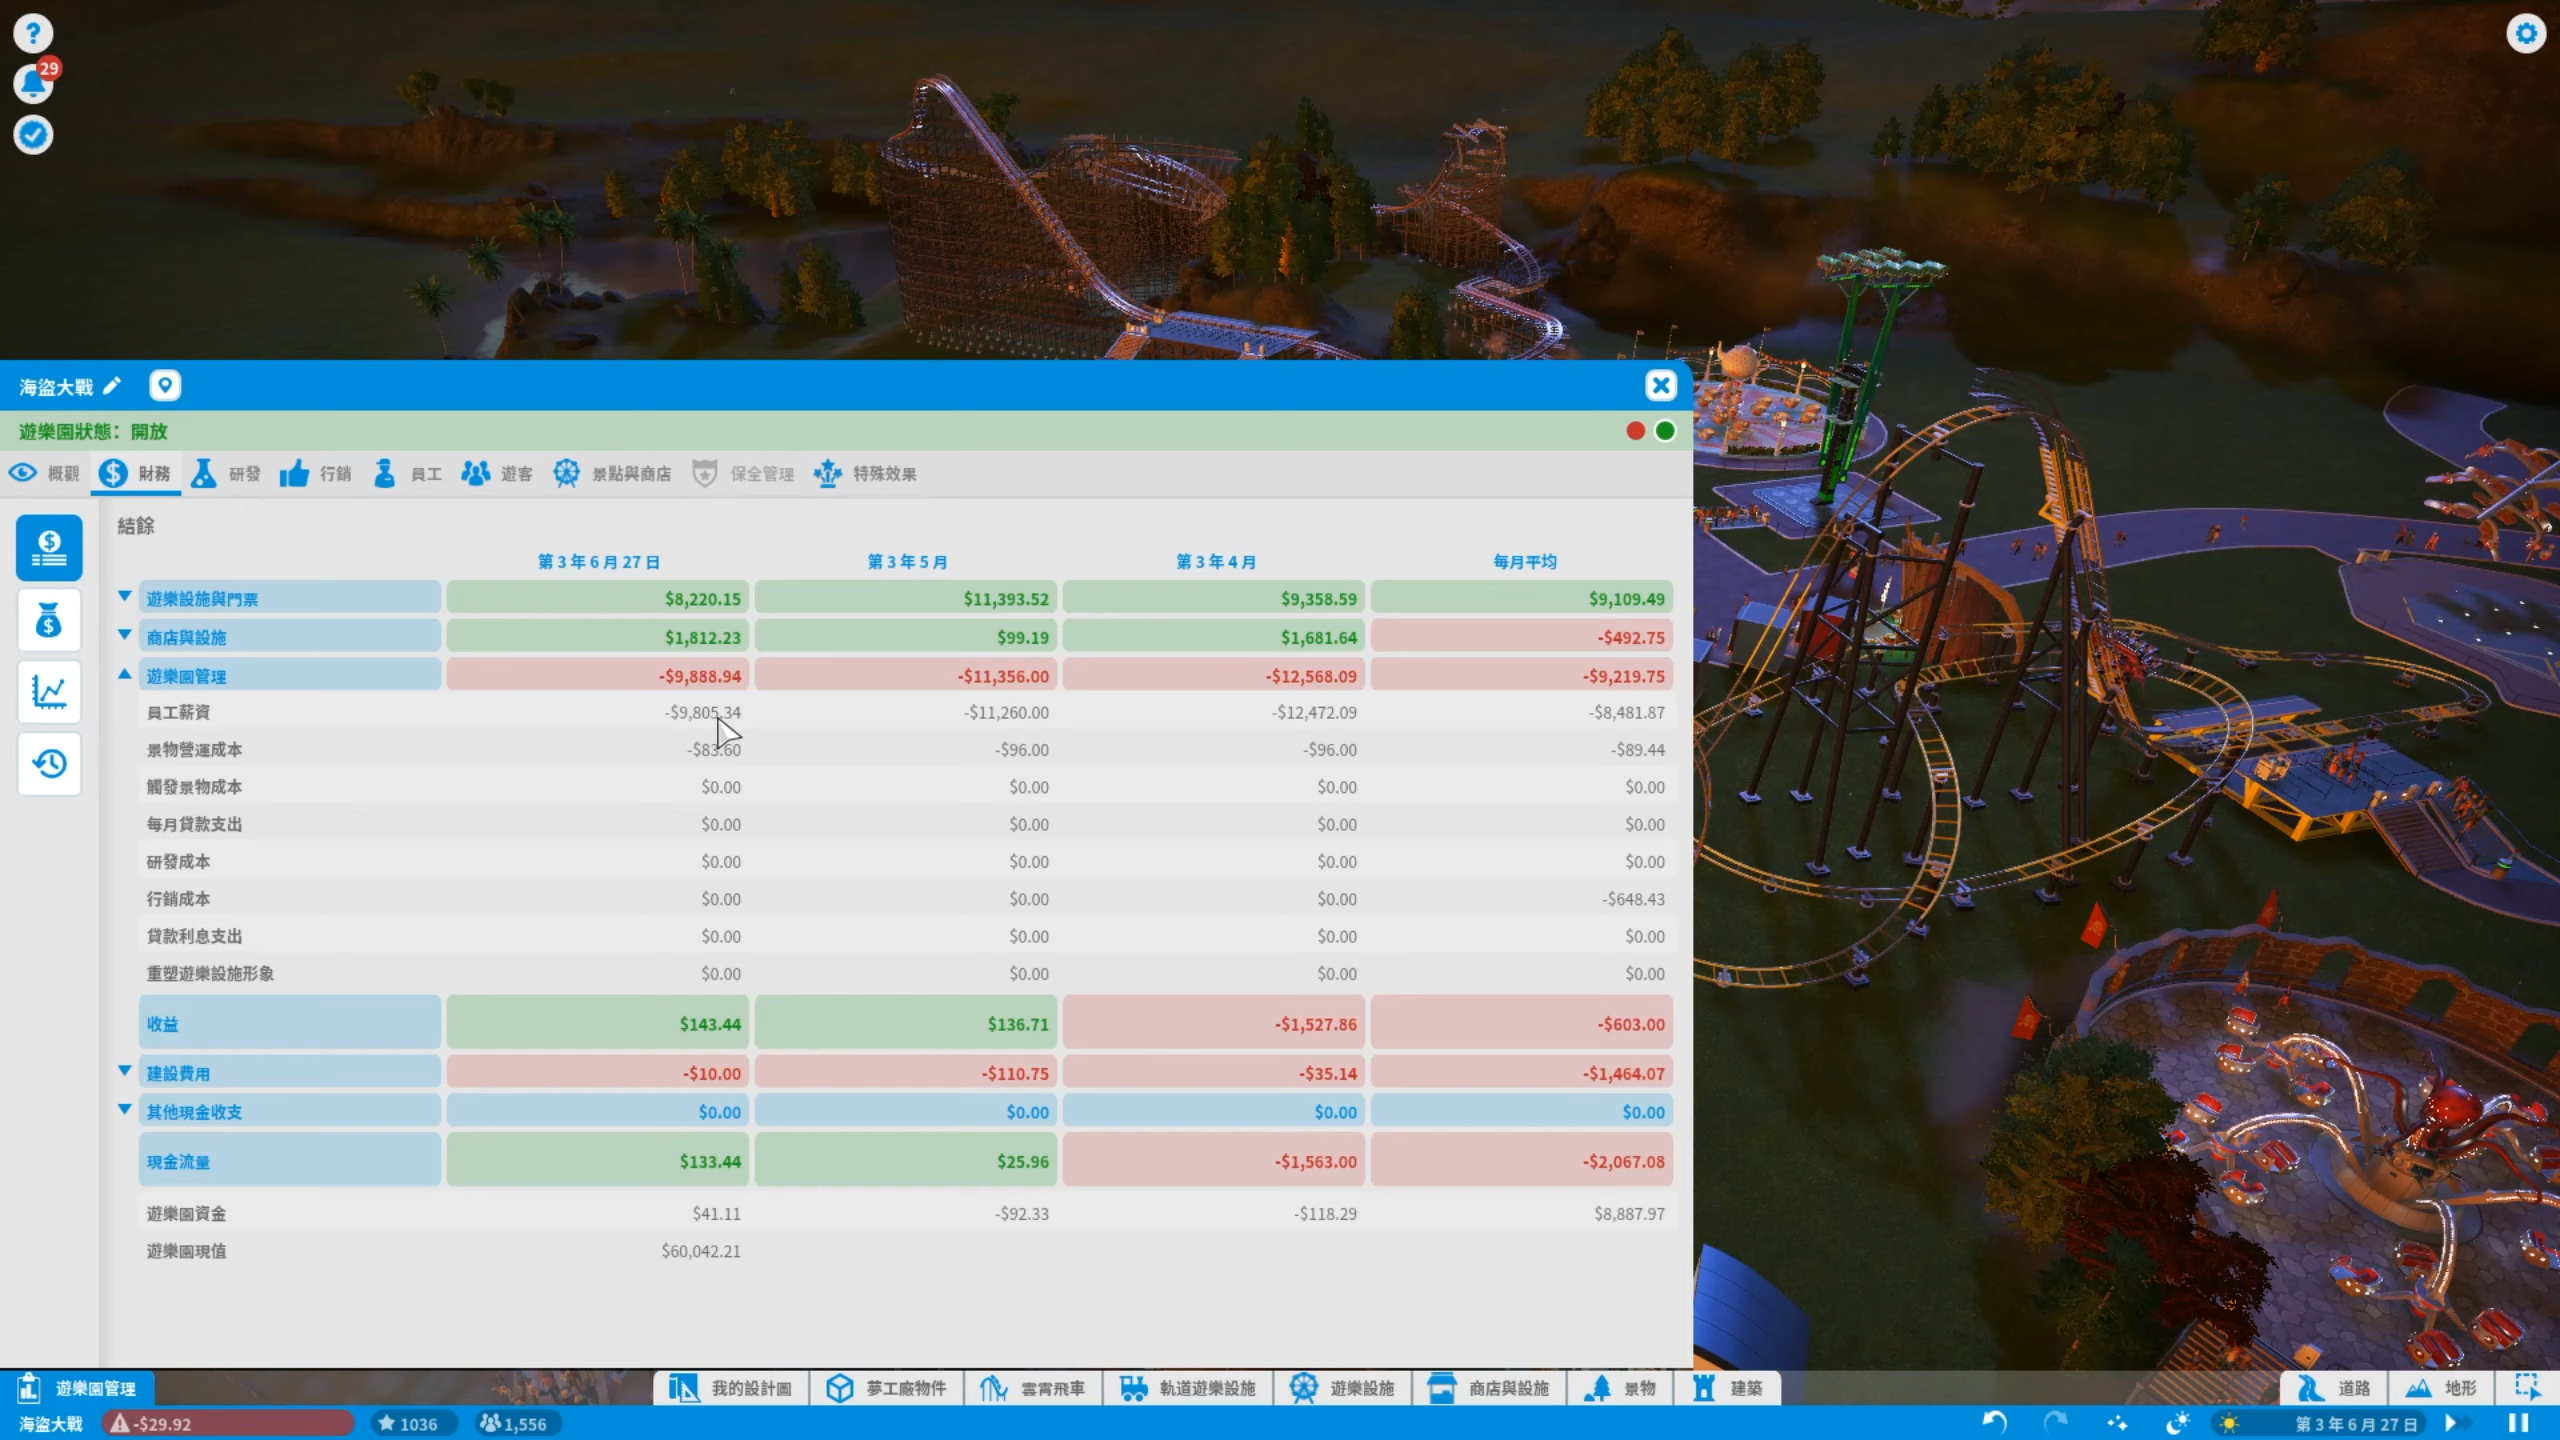 ?
29
海盜大戰
遊樂園狀態：開放
概觀 財務 研發 行銷 員工 遊客 景點與商店 保全管理 特殊效果
結餘
第 3 年 6 月 27 日 第 3 年 5 月 第 3 年 4 月 每月平均
遊樂設施與門票 $8,220.15 $11,393.52 $9,358.59 $9,109.49
商店與設施 $1,812.23 $99.19 $1,681.64 -$492.75
遊樂園管理 -$9,888.94 -$11,356.00 -$12,568.09 -$9,219.75
員工薪資 -$9,805.34 -$11,260.00 -$12,472.09 -$8,481.87
景物營運成本 -$83.60 -$96.00 -$96.00 -$89.44
觸發景物成本 $0.00 $0.00 $0.00 $0.00
每月貸款支出 $0.00 $0.00 $0.00 $0.00
研發成本 $0.00 $0.00 $0.00 $0.00
行銷成本 $0.00 $0.00 $0.00 -$648.43
貸款利息支出 $0.00 $0.00 $0.00 $0.00
重塑遊樂設施形象 $0.00 $0.00 $0.00 $0.00
收益 $143.44 $136.71 -$1,527.86 -$603.00
建設費用 -$10.00 -$110.75 -$35.14 -$1,464.07
其他現金收支 $0.00 $0.00 $0.00 $0.00
現金流量 $133.44 $25.96 -$1,563.00 -$2,067.08
遊樂園資金 $41.11 -$92.33 -$118.29 $8,887.97
遊樂園現值 $60,042.21
遊樂園管理 我的設計圖 夢工廠物件 雲霄飛車 軌道遊樂設施 遊樂設施 商店與設施 景物 建築 道路 地形
海盜大戰 -$29.92 1036 1,556 第 3 年 6 月 27 日